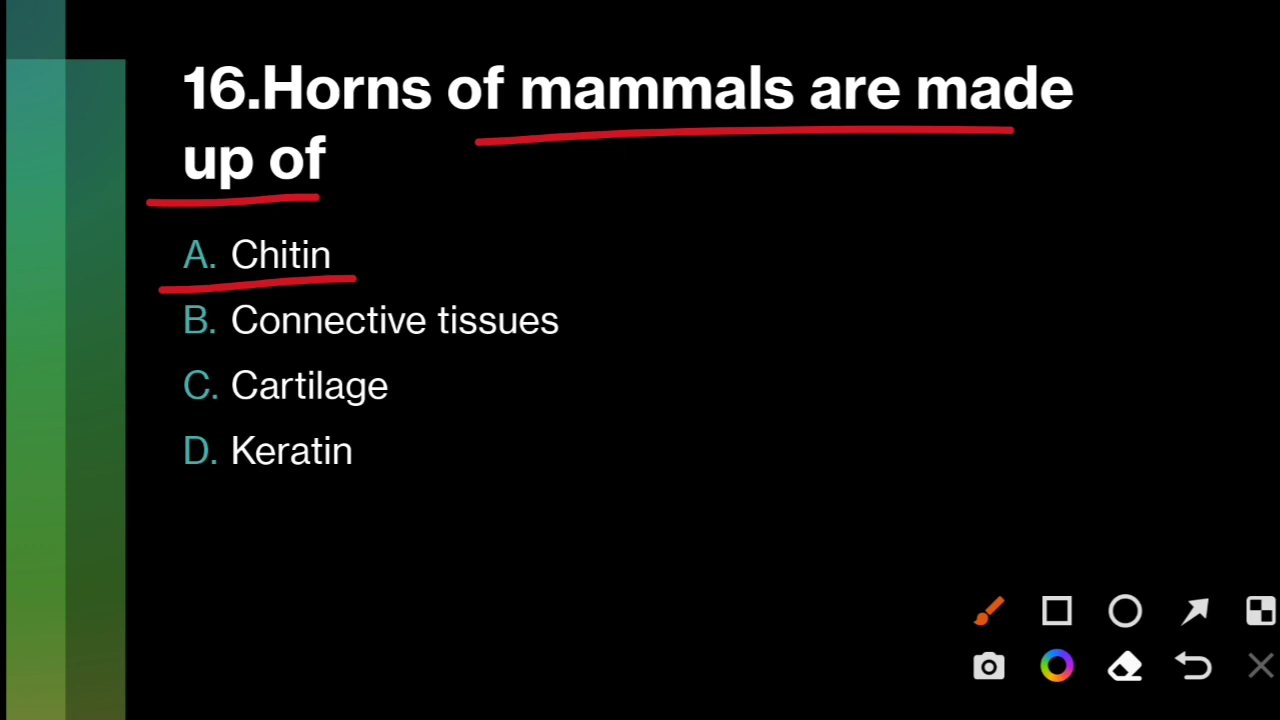 16.Horns of mammals are made
up of
A. Chitin
B. Connective tissues
C. Cartilage
D. Keratin